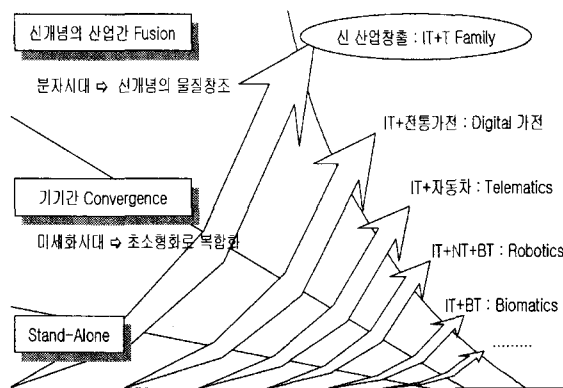 신개념의 산업간 Fusion
신 산업창출 : IT+T Family
분자시대 ⇨ 신개념의 물질창조
IT+전통가전 : Digital 가전
기기간 Convergence
IT+자동차 : Telematics
미세화시대 ⇨ 초소형화로 복합화
IT+NT+BT : Robotics
IT+BT : Biomatics
Stand-Alone
.........